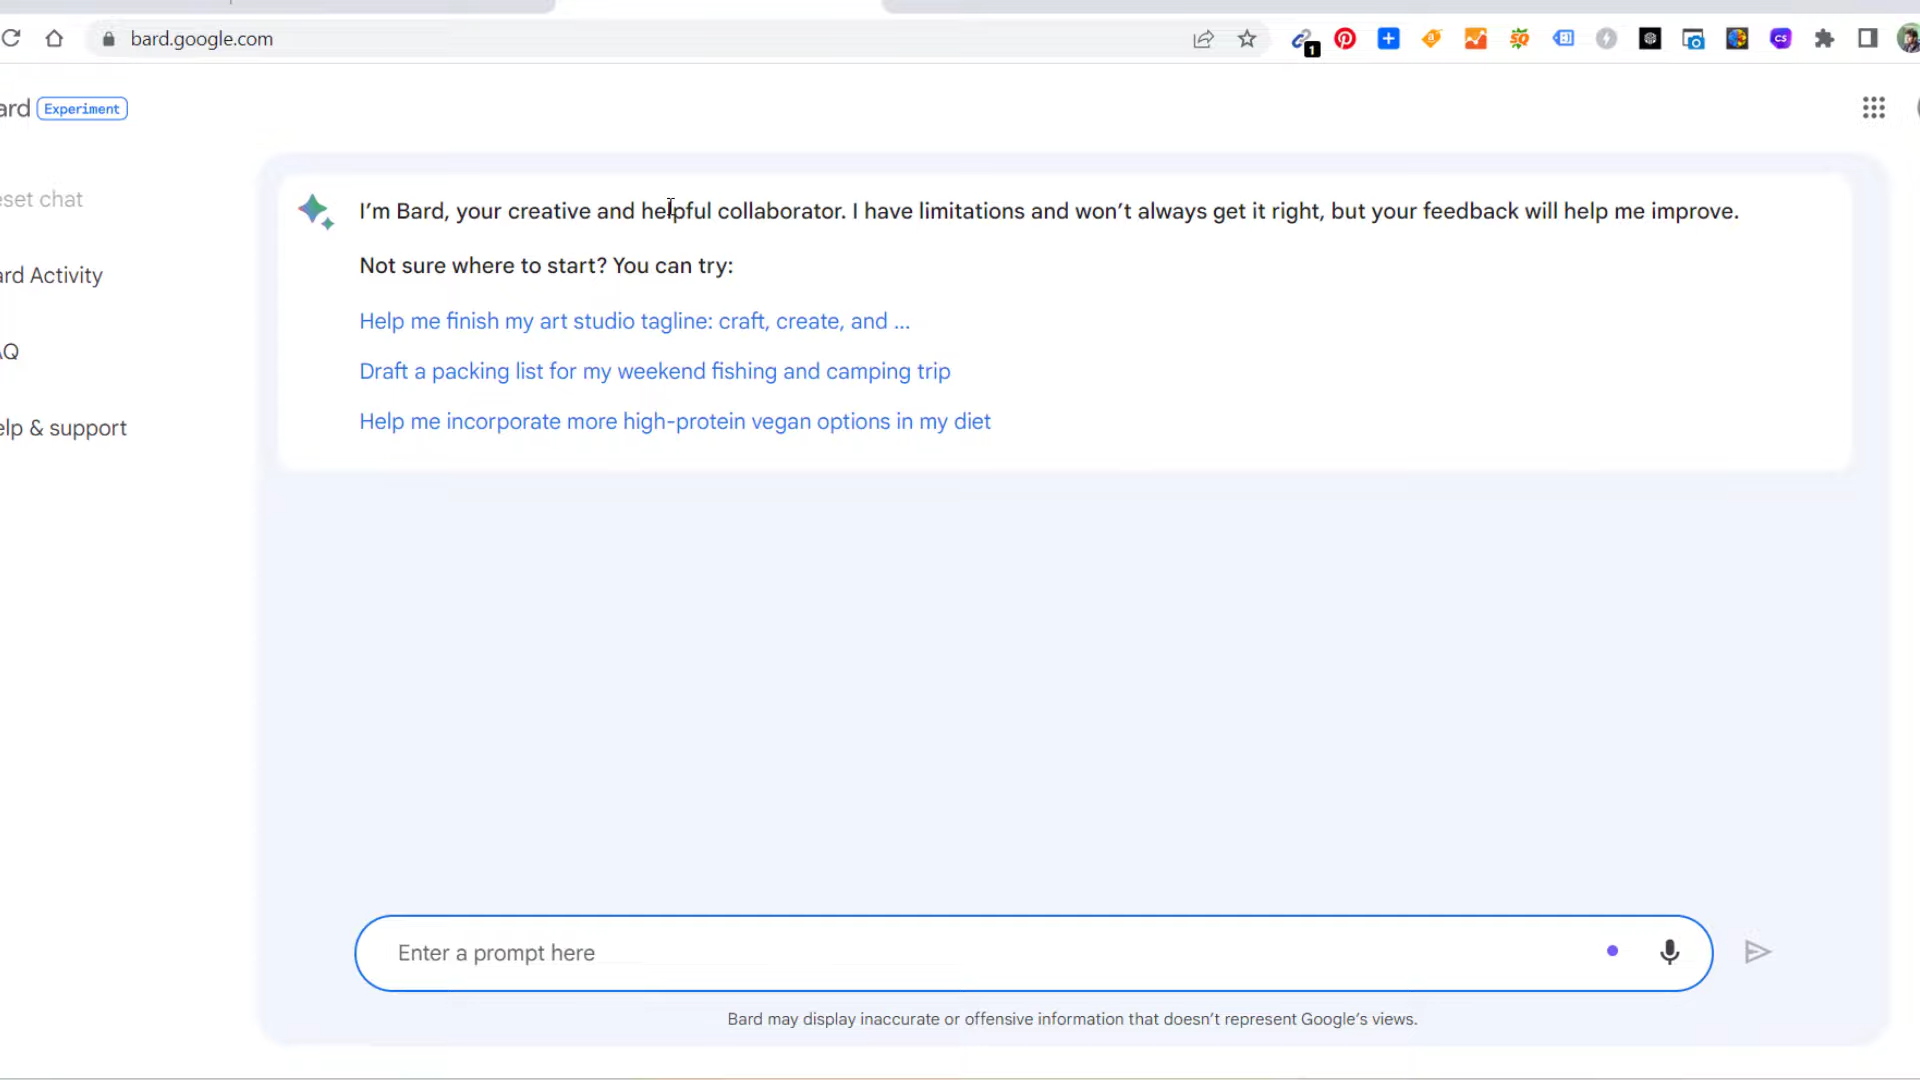 bard.google.com
1
ard Experiment
eset chat
ard Activity
AQ
elp & support
I'm Bard, your creative and helpful collaborator. I have limitations and won't always get it right, but your feedback will help me improve.
Not sure where to start? You can try:
Help me finish my art studio tagline: craft, create, and ...
Draft a packing list for my weekend fishing and camping trip
Help me incorporate more high-protein vegan options in my diet
Enter a prompt here
Bard may display inaccurate or offensive information that doesn't represent Google's views.